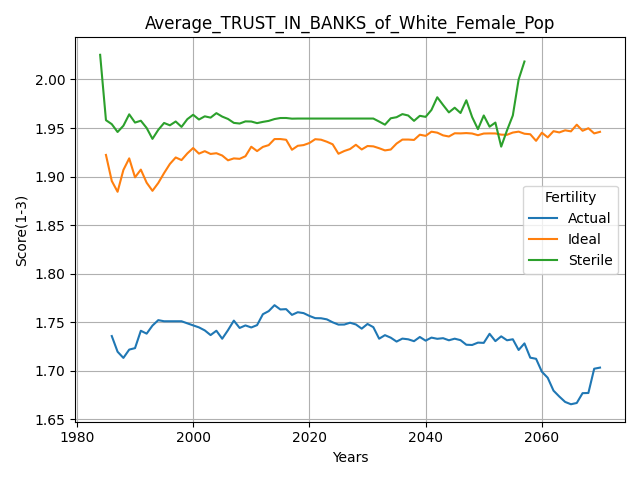 Average_TRUST_IN_BANKS_of_White_Female_Pop
Score(1-3)
2.00
1.95
1.90
1.85
1.80
1.75
1.70
1.65
Fertility
Actual
Ideal
Sterile
1980 2000 2020 2040 2060
Years